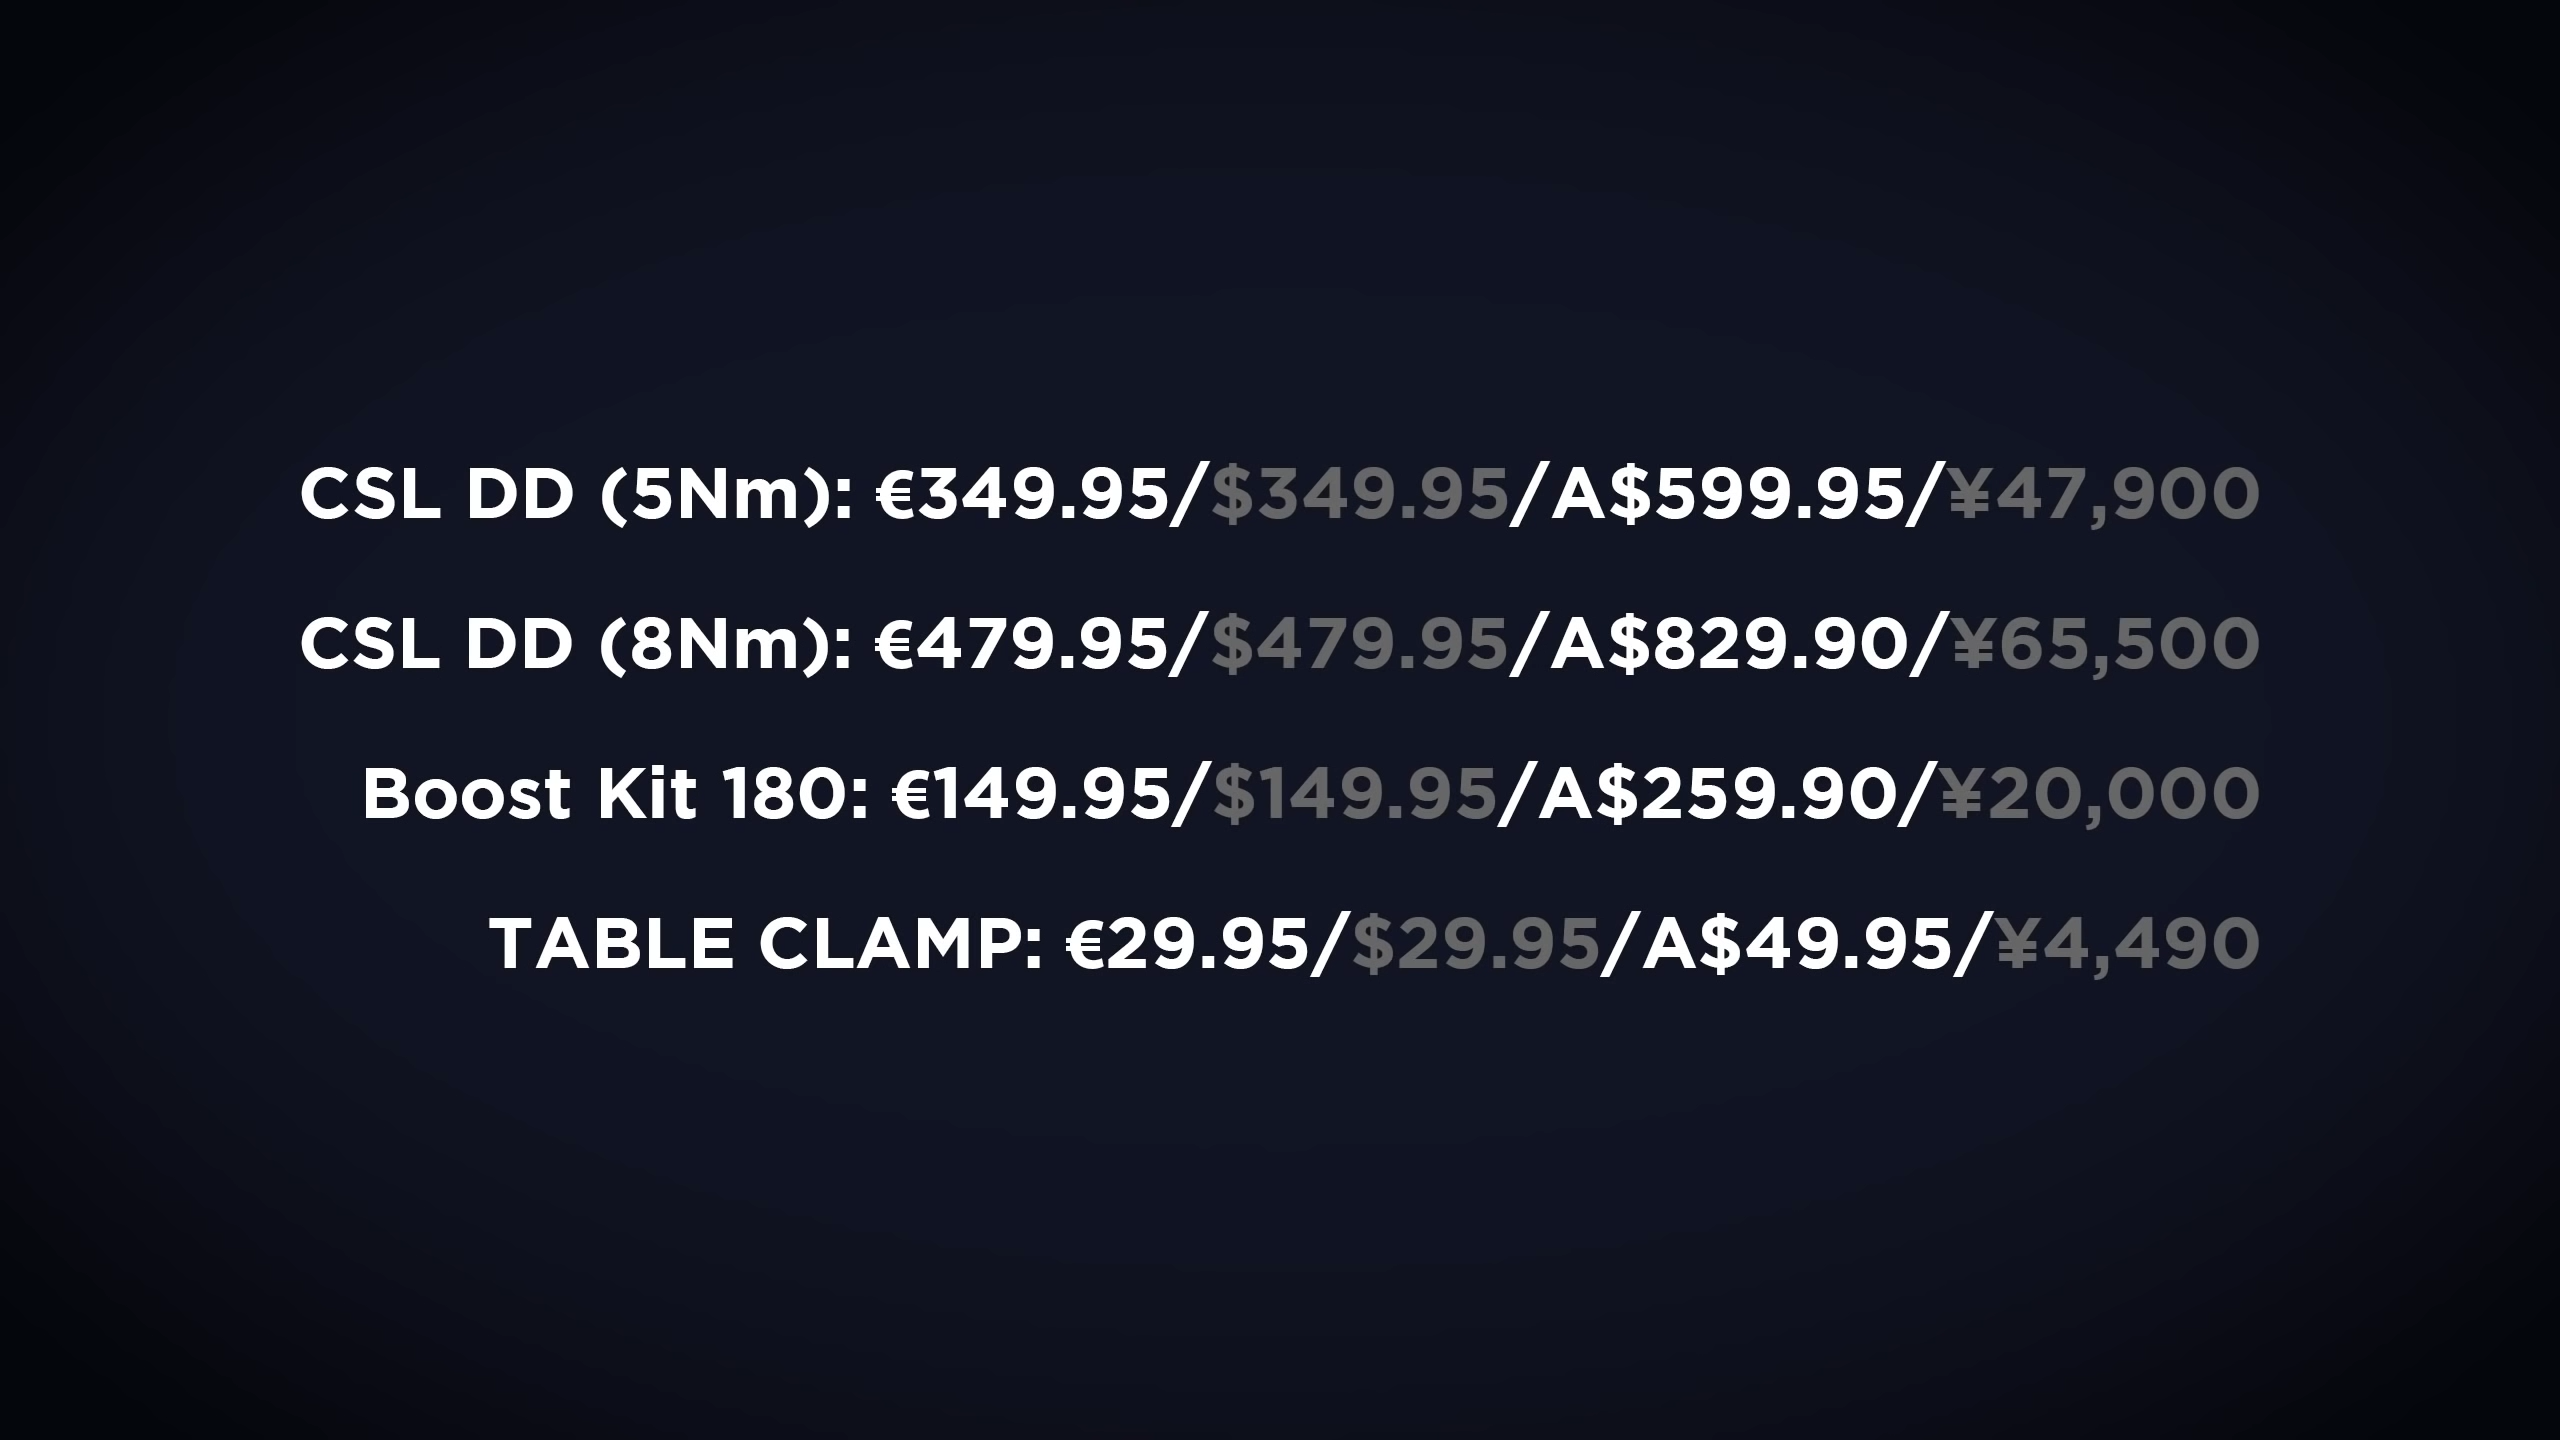 CSL DD (5Nm): €349.95/$349.95/A$599.95/¥47,900
CSL DD (8Nm): €479.95/$479.95/A$829.90/¥65,500
Boost Kit 180: €149.95/$149.95/A$259.90/¥20,000
TABLE CLAMP: €29.95/$29.95/A$49.95/¥4,490